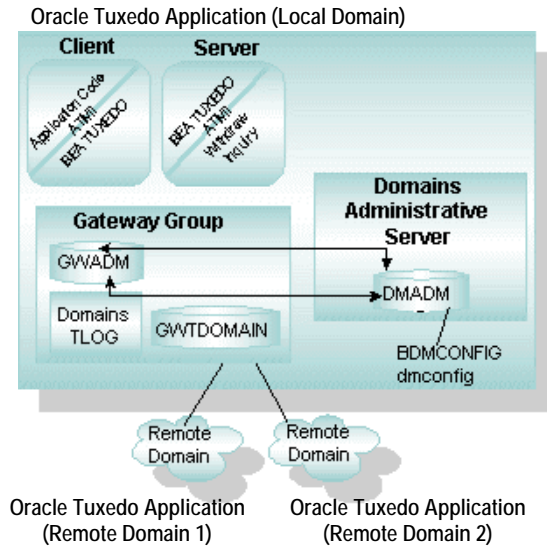 Oracle Tuxedo Application (Local Domain)
Client
Application Code
ATMI
BEA TUXEDO
Server
BEA TUXEDO
ATMI
Withdraw
Inquiry
Gateway Group
GWADM
Domains
TLOG
GWTDOMAIN
Domains
Administrative
Server
DMADM
BDMCONFIG
dmconfig
Remote
Domain
Remote
Domain
Oracle Tuxedo Application
(Remote Domain 1)
Oracle Tuxedo Application
(Remote Domain 2)